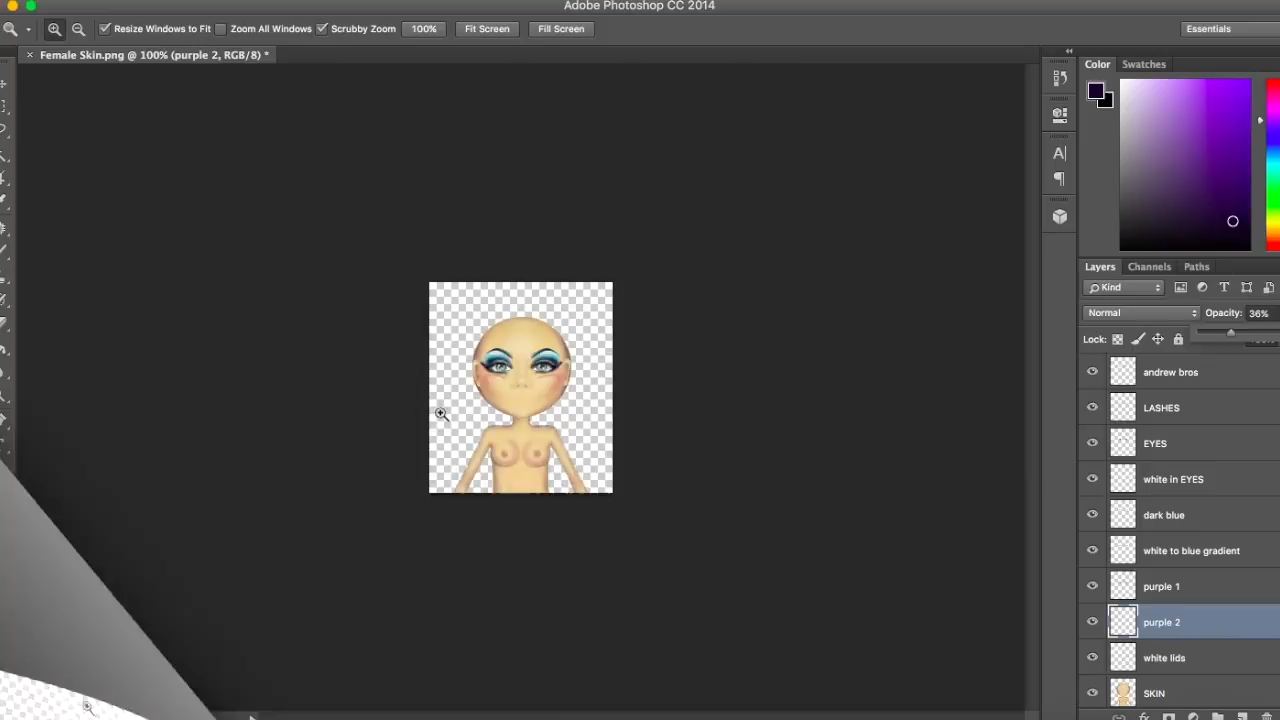 Adobe Photoshop CC 2014
Resize Windows to Fit Zoom All Windows Scrubby Zoom 100% Fit Screen Fill Screen Essentials
× Female Skin.png @ 100% (purple 2, RGB/8) *
Color Swatches
A|
Layers Channels Paths
Kind
Normal Opacity: 36%
Lock:
andrew bros
LASHES
EYES
white in EYES
dark blue
white to blue gradient
purple 1
purple 2
white lids
SKIN
fx